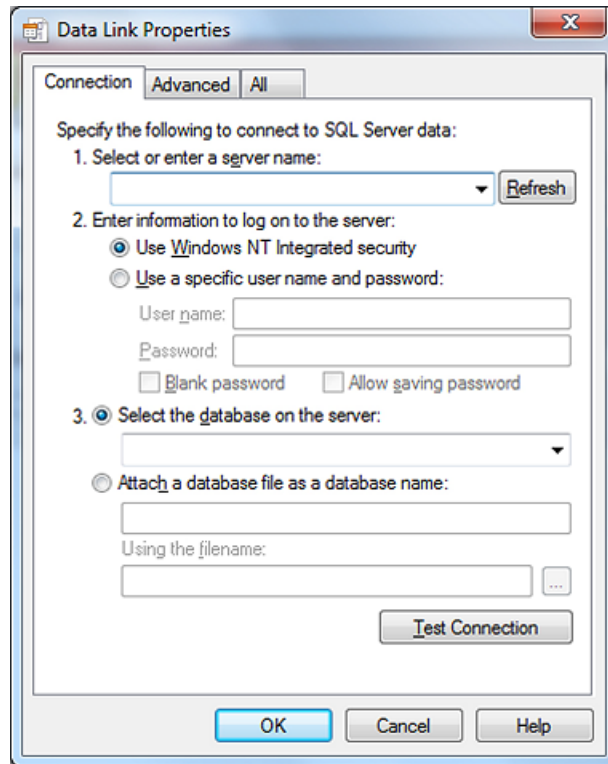 Data Link Properties
Connection Advanced All
Specify the following to connect to SQL Server data:
1. Select or enter a server name:
Refresh
2. Enter information to log on to the server:
Use Windows NT Integrated security
Use a specific user name and password:
User name:
Password:
Blank password Allow saving password
3. Select the database on the server:
Attach a database file as a database name:
Using the filename:
...
Test Connection
OK Cancel Help